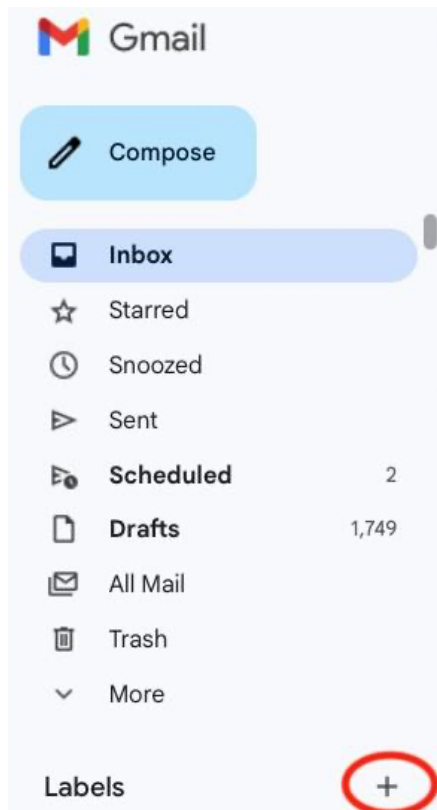 Gmail
Compose
Inbox
Starred
Snoozed
Sent
Scheduled 2
Drafts 1,749
All Mail
Trash
More
Labels +